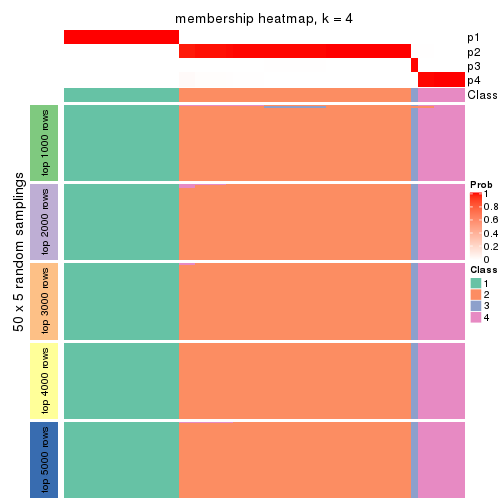 membership heatmap, k = 4
p1
p2
p3
p4
Class
50 x 5 random samplings
top 1000 rows
top 2000 rows
top 3000 rows
top 4000 rows
top 5000 rows
Prob
1
0.8
0.6
0.4
0.2
0
Class
1
2
3
4